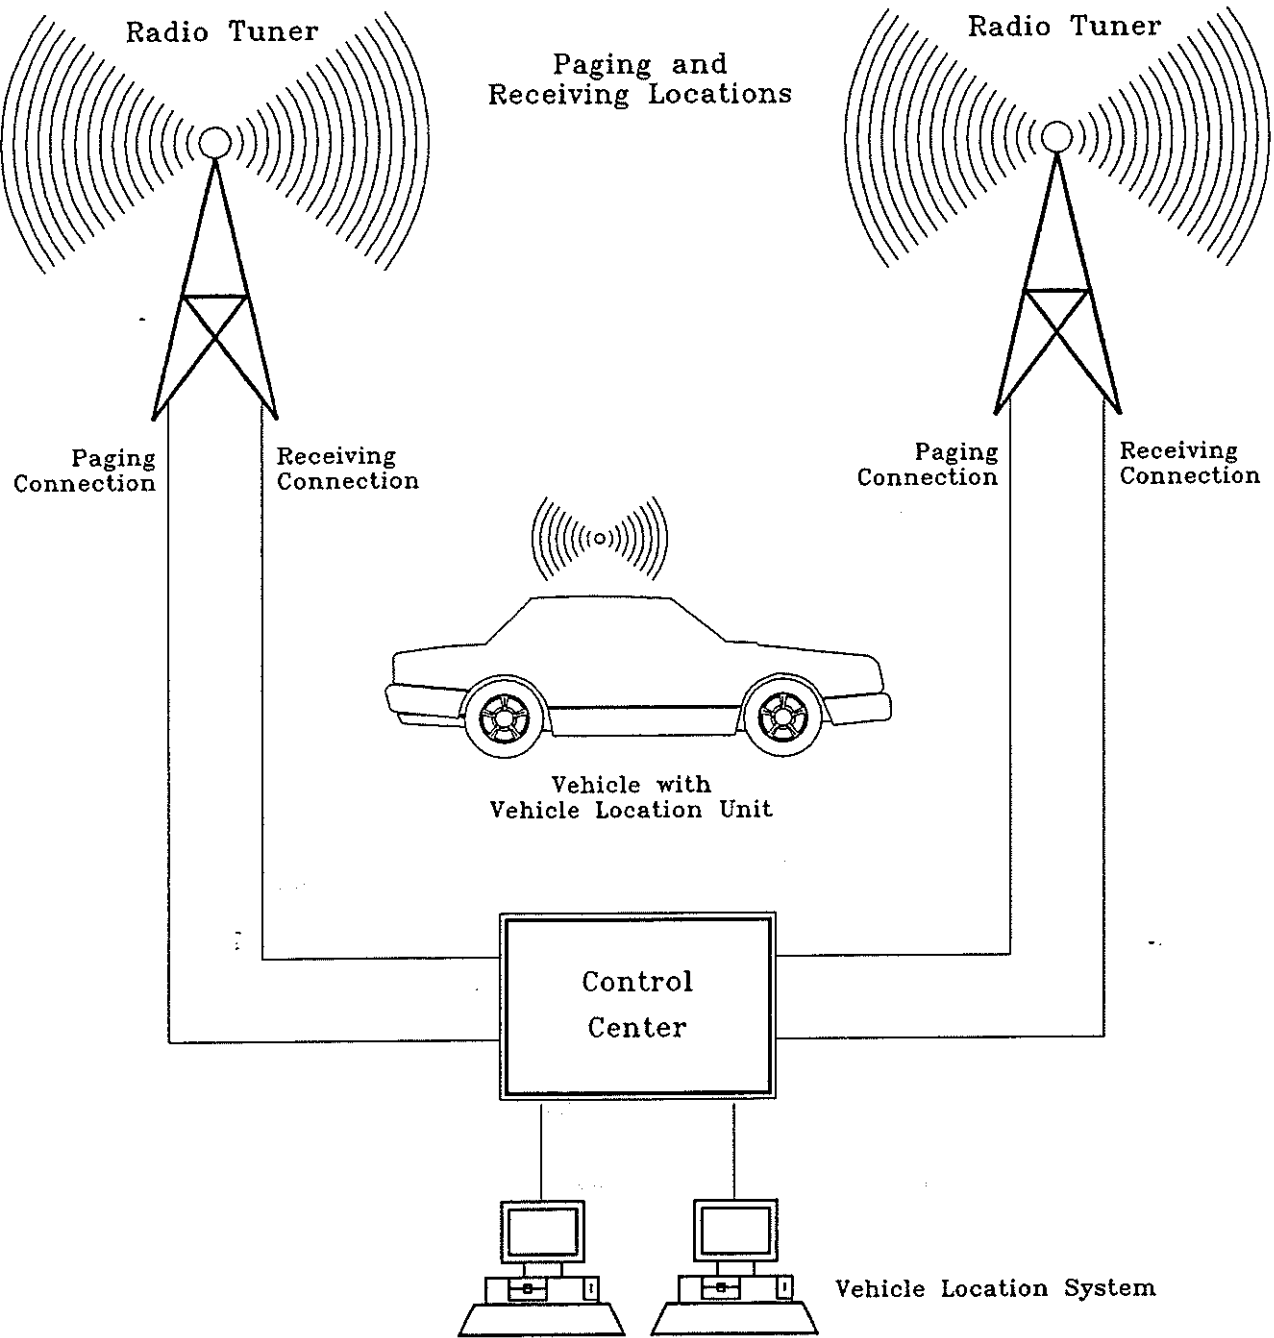 Radio Tuner
Radio Tuner
Paging and
Receiving Locations
Paging
Connection
Receiving
Connection
Paging
Connection
Receiving
Connection
Vehicle with
Vehicle Location Unit
Control
Center
Vehicle Location System